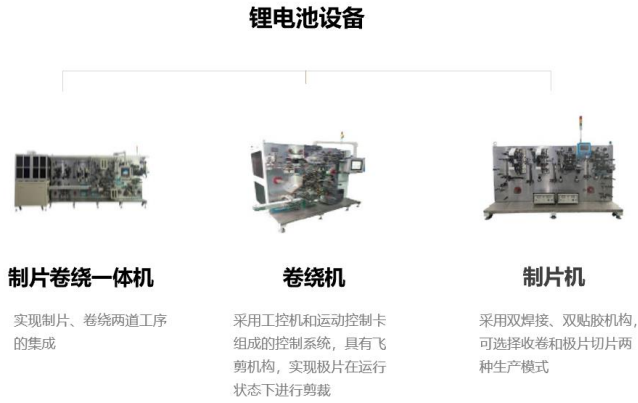 锂电池设备
制片卷绕一体机
实现制片、卷绕两道工序
的集成
卷绕机
采用工控机和运动控制卡
组成的控制系统，具有飞
剪机构，实现极片在运行
状态下进行剪裁
制片机
采用双焊接、双贴胶机构，
可选择收卷和极片切片两
种生产模式